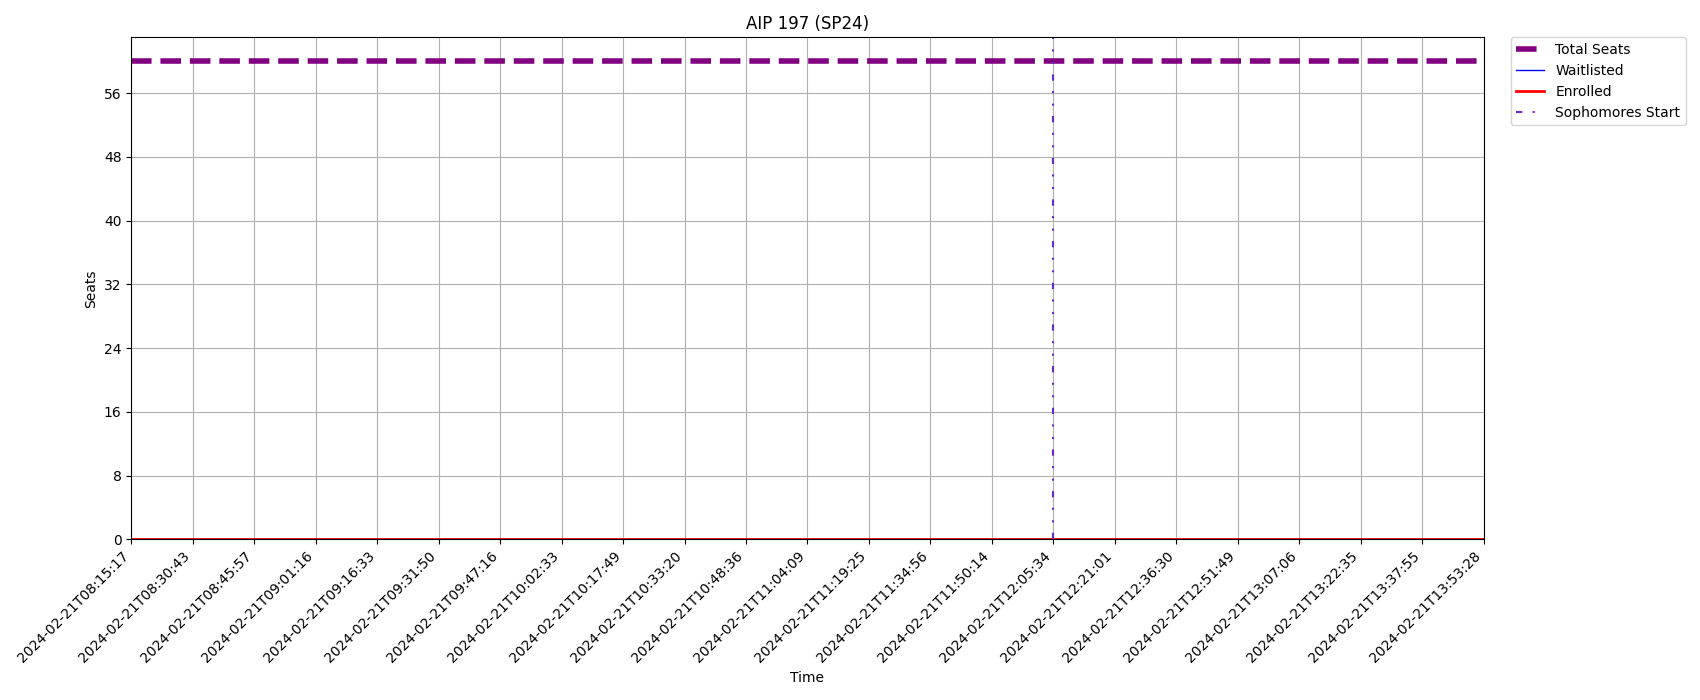 AIP 197 (SP24)
Total Seats
Waitlisted
Enrolled
Sophomores Start
Seats
56
48
40
32
24
16
8
0
2024-02-21T08:15:17
2024-02-21T08:30:43
2024-02-21T08:45:57
2024-02-21T09:01:16
2024-02-21T09:16:33
2024-02-21T09:31:50
2024-02-21T09:47:16
2024-02-21T10:02:33
2024-02-21T10:17:49
2024-02-21T10:33:20
2024-02-21T10:48:36
2024-02-21T11:04:09
2024-02-21T11:19:25
2024-02-21T11:34:56
2024-02-21T11:50:14
2024-02-21T12:05:34
2024-02-21T12:21:01
2024-02-21T12:36:30
2024-02-21T12:51:49
2024-02-21T13:07:06
2024-02-21T13:22:35
2024-02-21T13:37:55
2024-02-21T13:53:28
Time